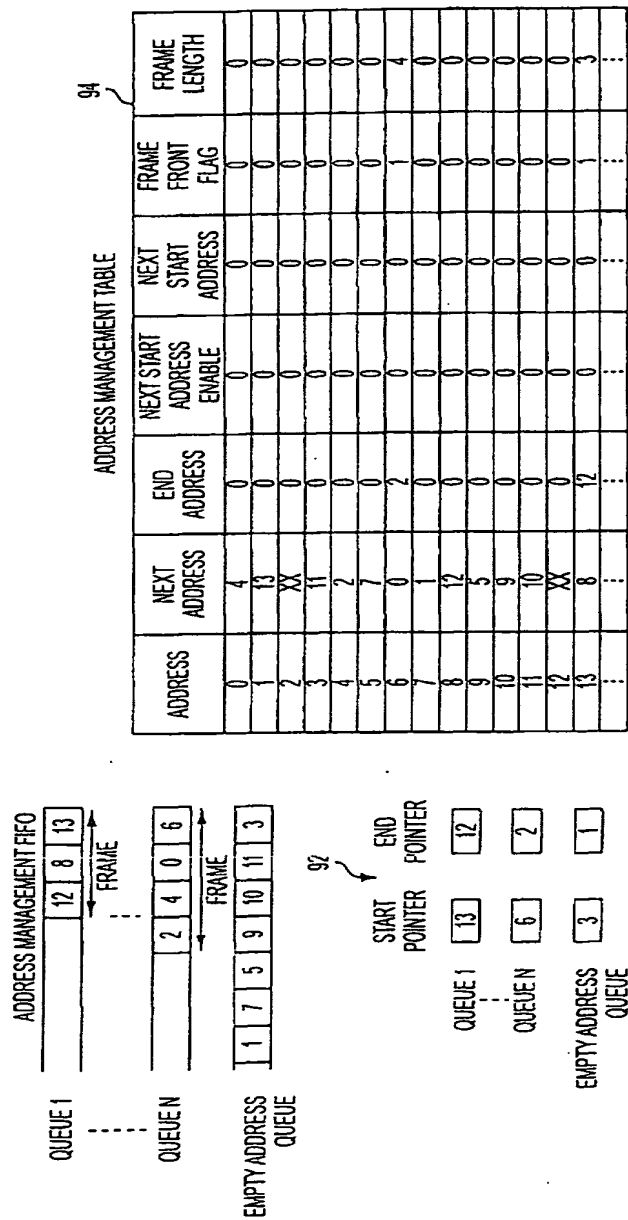 ADDRESS MANAGEMENT FIFO
QUEUE 1 12 8 13
FRAME
QUEUE N 2 4 0 6
FRAME
EMPTY ADDRESS QUEUE 1 7 5 9 10 11 3
92
START POINTER END POINTER
QUEUE 1 13 12
QUEUE N 6 2
EMPTY ADDRESS QUEUE 3 1
ADDRESS MANAGEMENT TABLE
94
ADDRESS NEXT ADDRESS END ADDRESS NEXT START ADDRESS ENABLE NEXT START ADDRESS FRAME FRONT FLAG FRAME LENGTH
0 4 0 0 0 0 0
1 13 0 0 0 0 0
2 XX 0 0 0 0 0
3 11 0 0 0 0 0
4 2 0 0 0 0 0
5 7 0 0 0 0 0
6 0 2 0 0 1 4
7 1 0 0 0 0 0
8 12 0 0 0 0 0
9 5 0 0 0 0 0
10 9 0 0 0 0 0
11 10 0 0 0 0 0
12 XX 0 0 0 0 0
13 8 12 0 0 1 3